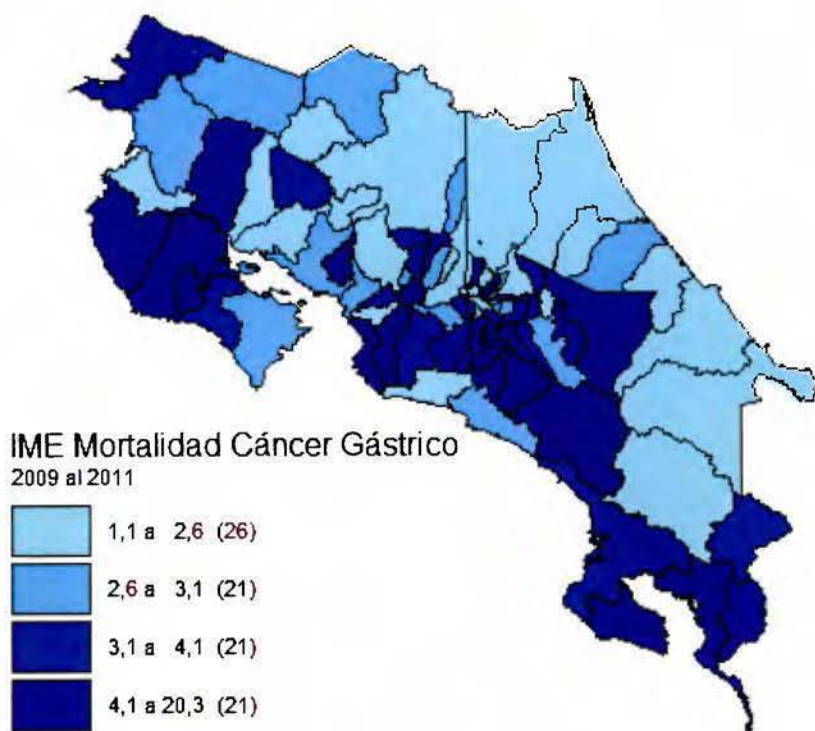 IME Mortalidad Cáncer Gástrico
2009 al 2011
1,1 a 2,6 (26)
2,6 a 3,1 (21)
3,1 a 4,1 (21)
4,1 a 20,3 (21)